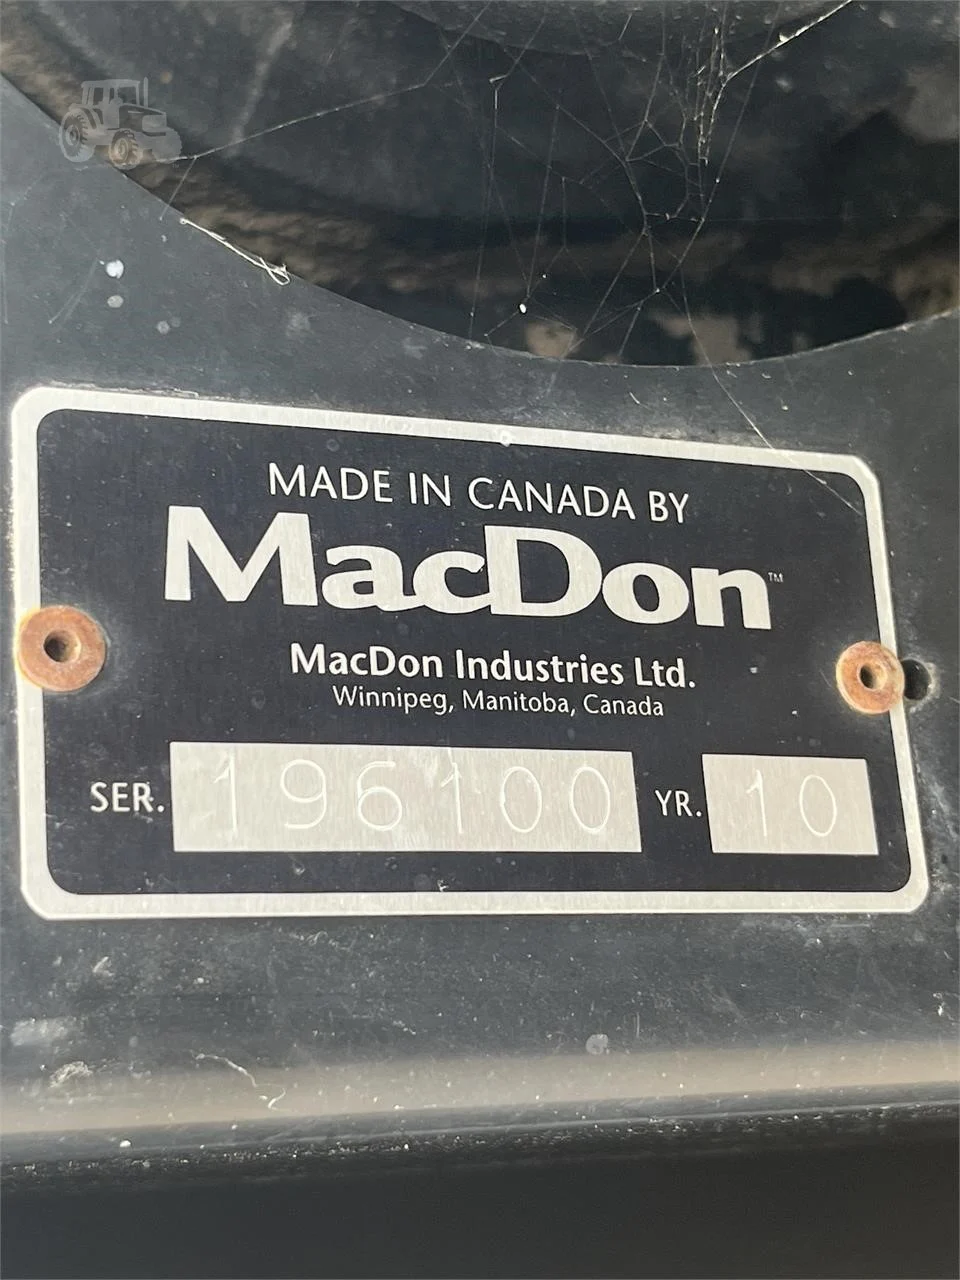 MADE IN CANADA BY
MacDon™
MacDon Industries Ltd.
Winnipeg, Manitoba, Canada
SER. 196100 YR. 10